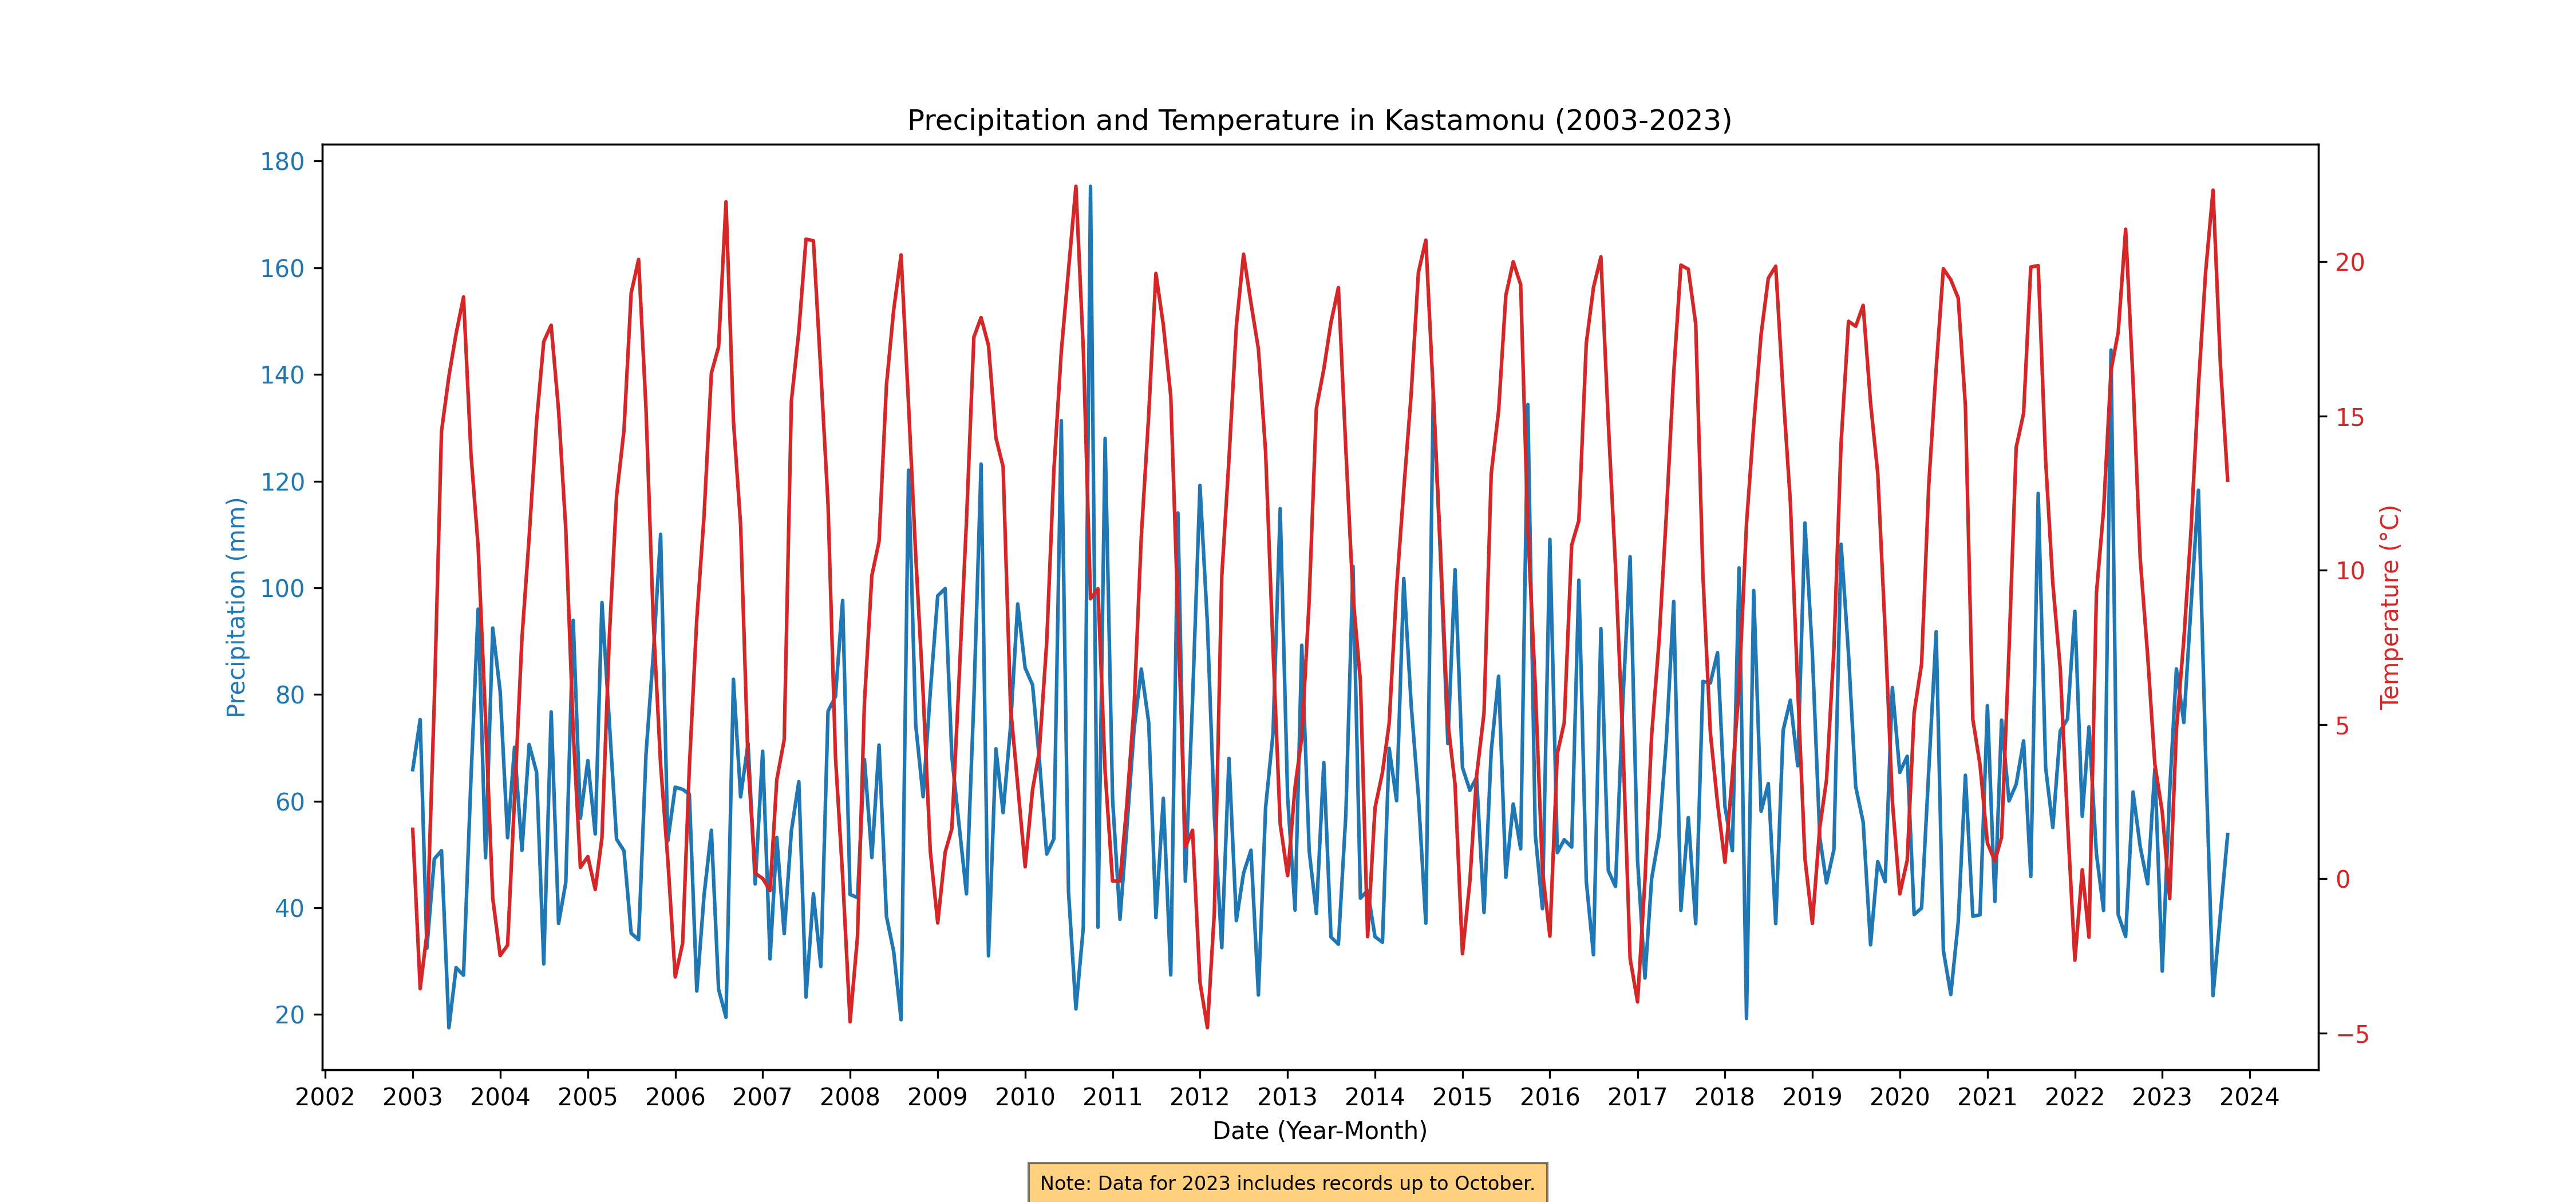 Precipitation and Temperature in Kastamonu (2003-2023)
180
160
140
120
100
80
60
40
20
Precipitation (mm)
20
15
10
5
0
−5
Temperature (°C)
2002 2003 2004 2005 2006 2007 2008 2009 2010 2011 2012 2013 2014 2015 2016 2017 2018 2019 2020 2021 2022 2023 2024
Date (Year-Month)
Note: Data for 2023 includes records up to October.